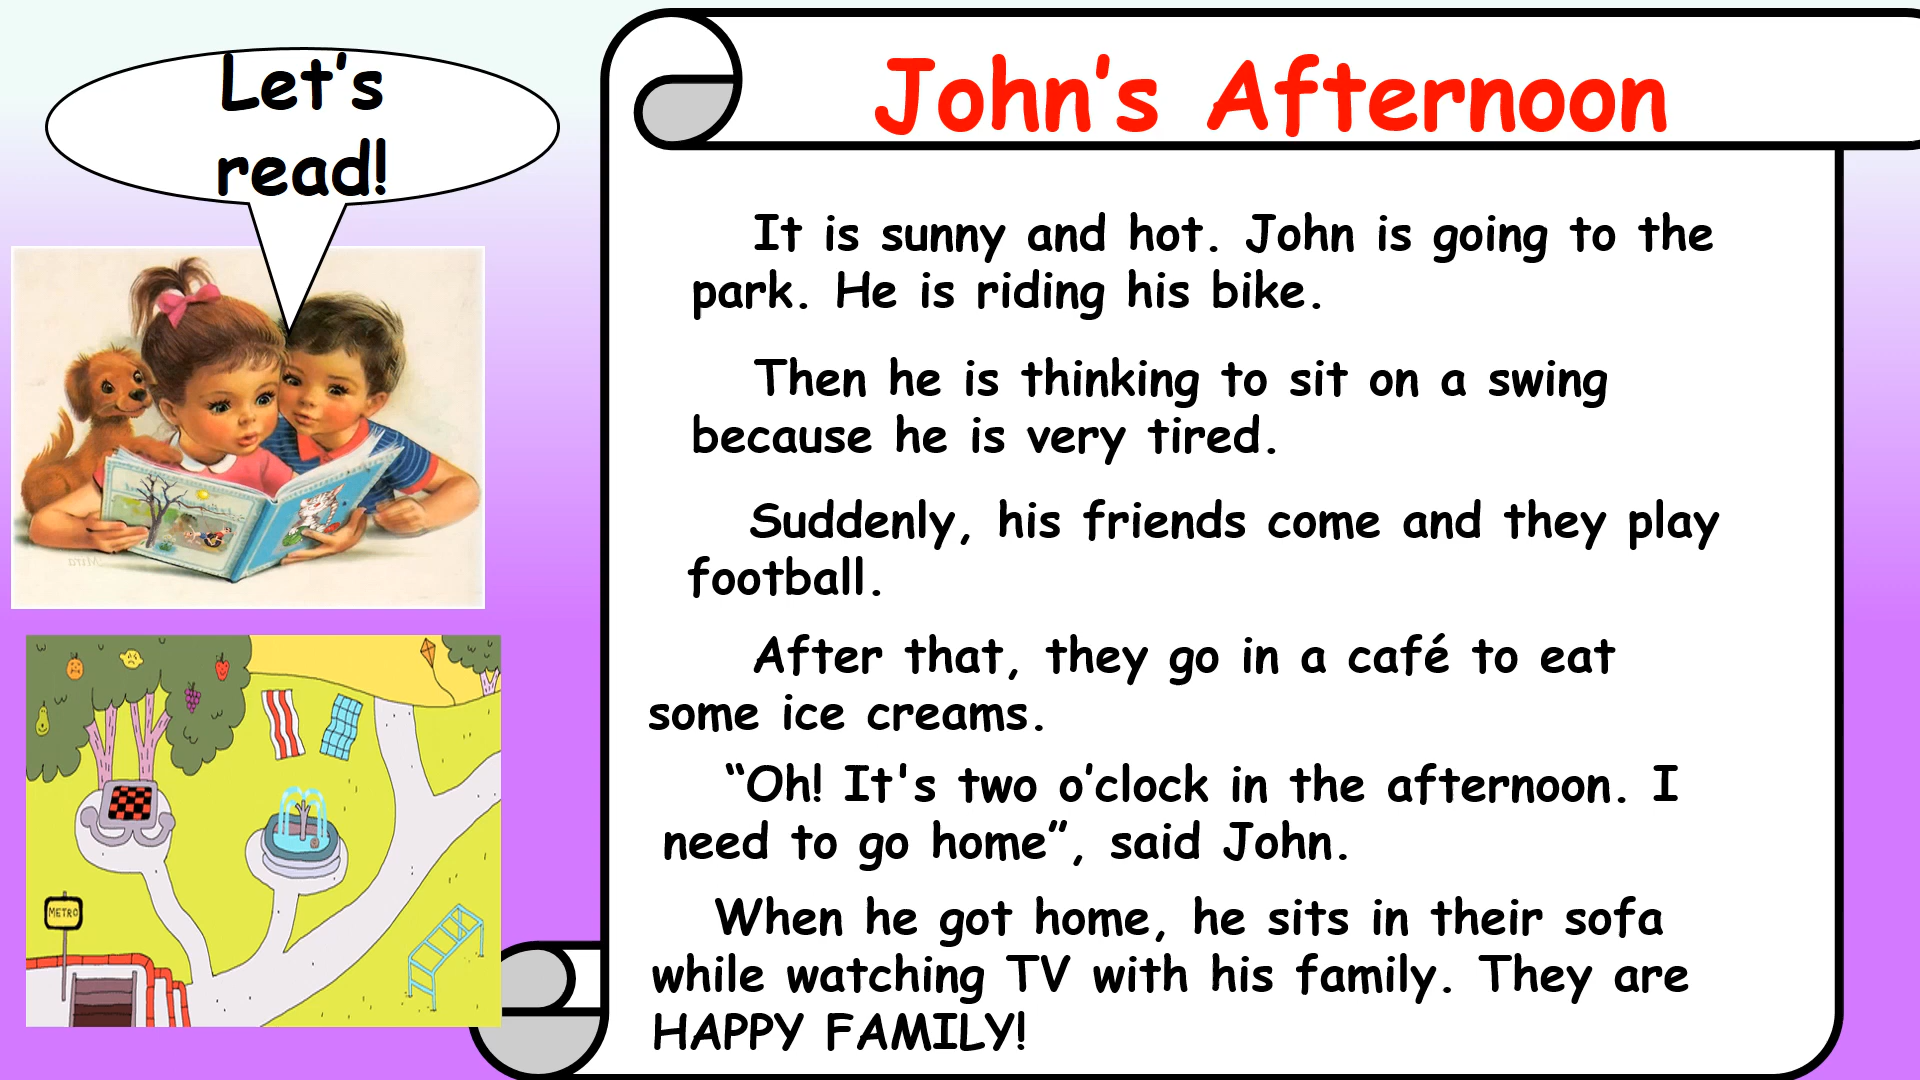 Let’s
read!
John’s Afternoon
It is sunny and hot. John is going to the
park. He is riding his bike.
Then he is thinking to sit on a swing
because he is very tired.
Suddenly, his friends come and they play
football.
After that, they go in a café to eat
some ice creams.
“Oh! It's two o’clock in the afternoon. I
need to go home”, said John.
When he got home, he sits in their sofa
while watching TV with his family. They are
HAPPY FAMILY!
METRO